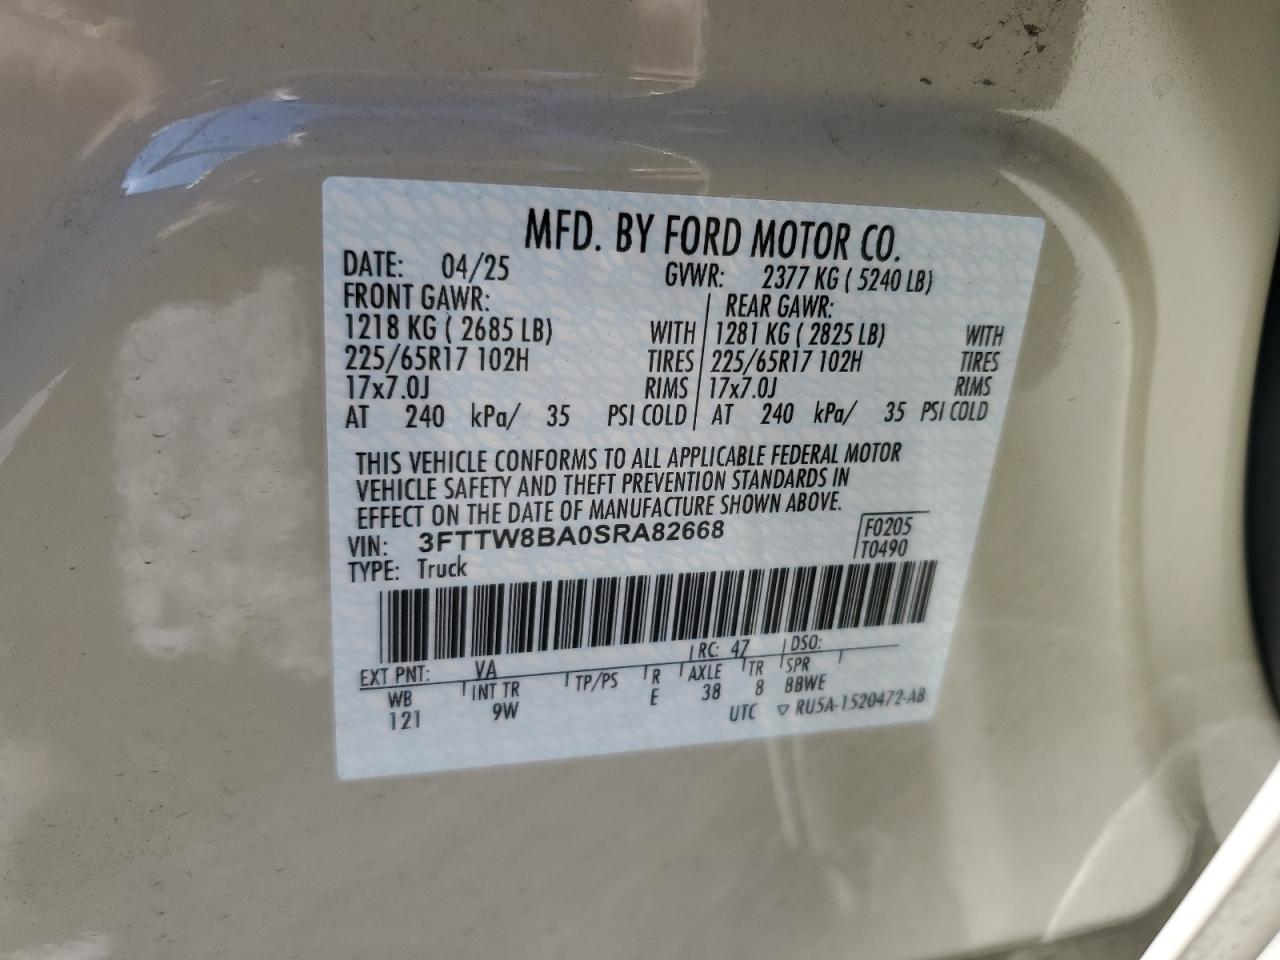 MFD. BY FORD MOTOR CO.
DATE: 04/25 GVWR: 2377 KG ( 5240 LB)
FRONT GAWR: REAR GAWR:
1218 KG ( 2685 LB) WITH 1281 KG ( 2825 LB) WITH
225/65R17 102H TIRES 225/65R17 102H TIRES
17x7.0J RIMS 17x7.0J RIMS
AT 240 kPa/ 35 PSI COLD AT 240 kPa/ 35 PSI COLD
THIS VEHICLE CONFORMS TO ALL APPLICABLE FEDERAL MOTOR
VEHICLE SAFETY AND THEFT PREVENTION STANDARDS IN
EFFECT ON THE DATE OF MANUFACTURE SHOWN ABOVE.
VIN: 3FTTW8BA0SRA82668 F0205
TYPE: Truck T0490
EXT PNT: VA RC: 47 DSO:
WB INT TR TP/PS R AXLE TR SPR
121 9W E 38 8 BBWE
UTC ▽ RU5A-1520472-AB